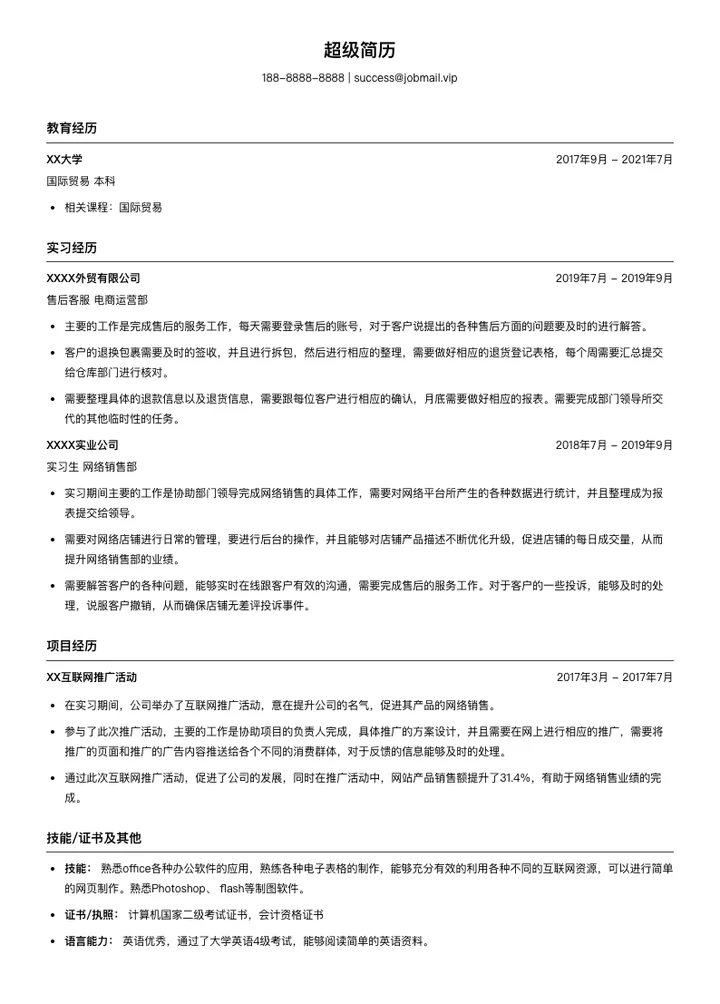 超级简历
188-8888-8888 | success@jobmail.vip
教育经历
XX大学 2017年9月 – 2021年7月
国际贸易 本科
• 相关课程：国际贸易
实习经历
XXXX外贸有限公司 2019年7月 – 2019年9月
售后客服 电商运营部
• 主要的工作是完成售后的服务工作，每天需要登录售后的账号，对于客户说提出的各种售后方面的问题要及时的进行解答。
• 客户的退换包裹需要及时的签收，并且进行拆包，然后进行相应的整理，需要做好相应的退货登记表格，每个周需要汇总提交
给仓库部门进行核对。
• 需要整理具体的退款信息以及退货信息，需要跟每位客户进行相应的确认，月底需要做好相应的报表。需要完成部门领导所交
代的其他临时性的任务。
XXXX实业公司 2018年7月 – 2019年9月
实习生 网络销售部
• 实习期间主要的工作是协助部门领导完成网络销售的具体工作，需要对网络平台所产生的各种数据进行统计，并且整理成为报
表提交给领导。
• 需要对网络店铺进行日常的管理，要进行后台的操作，并且能够对店铺产品描述不断优化升级，促进店铺的每日成交量，从而
提升网络销售部的业绩。
• 需要解答客户的各种问题，能够实时在线跟客户有效的沟通，需要完成售后的服务工作。对于客户的一些投诉，能够及时的处
理，说服客户撤销，从而确保店铺无差评投诉事件。
项目经历
XX互联网推广活动 2017年3月 – 2017年7月
• 在实习期间，公司举办了互联网推广活动，意在提升公司的名气，促进其产品的网络销售。
• 参与了此次推广活动，主要的工作是协助项目的负责人完成，具体推广的方案设计，并且需要在网上进行相应的推广，需要将
推广的页面和推广的广告内容推送给各个不同的消费群体，对于反馈的信息能够及时的处理。
• 通过此次互联网推广活动，促进了公司的发展，同时在推广活动中，网站产品销售额提升了31.4%，有助于网络销售业绩的完
成。
技能/证书及其他
• 技能： 熟悉office各种办公软件的应用，熟练各种电子表格的制作，能够充分有效的利用各种不同的互联网资源，可以进行简单
的网页制作。熟悉Photoshop、 flash等制图软件。
• 证书/执照： 计算机国家二级考试证书，会计资格证书
• 语言能力： 英语优秀，通过了大学英语4级考试，能够阅读简单的英语资料。